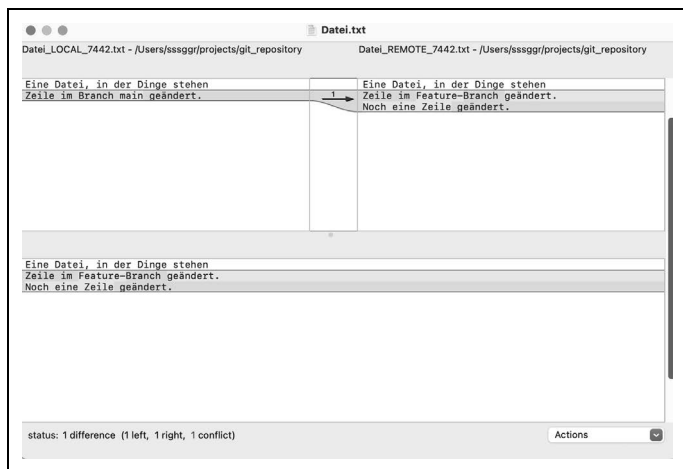 Datei.txt
Datei_LOCAL_7442.txt - /Users/sssggr/projects/git_repository
Datei_REMOTE_7442.txt - /Users/sssggr/projects/git_repository
Eine Datei, in der Dinge stehen
Zeile im Branch main geändert.
1
Eine Datei, in der Dinge stehen
Zeile im Feature-Branch geändert.
Noch eine Zeile geändert.
Eine Datei, in der Dinge stehen
Zeile im Feature-Branch geändert.
Noch eine Zeile geändert.
status: 1 difference (1 left, 1 right, 1 conflict)
Actions